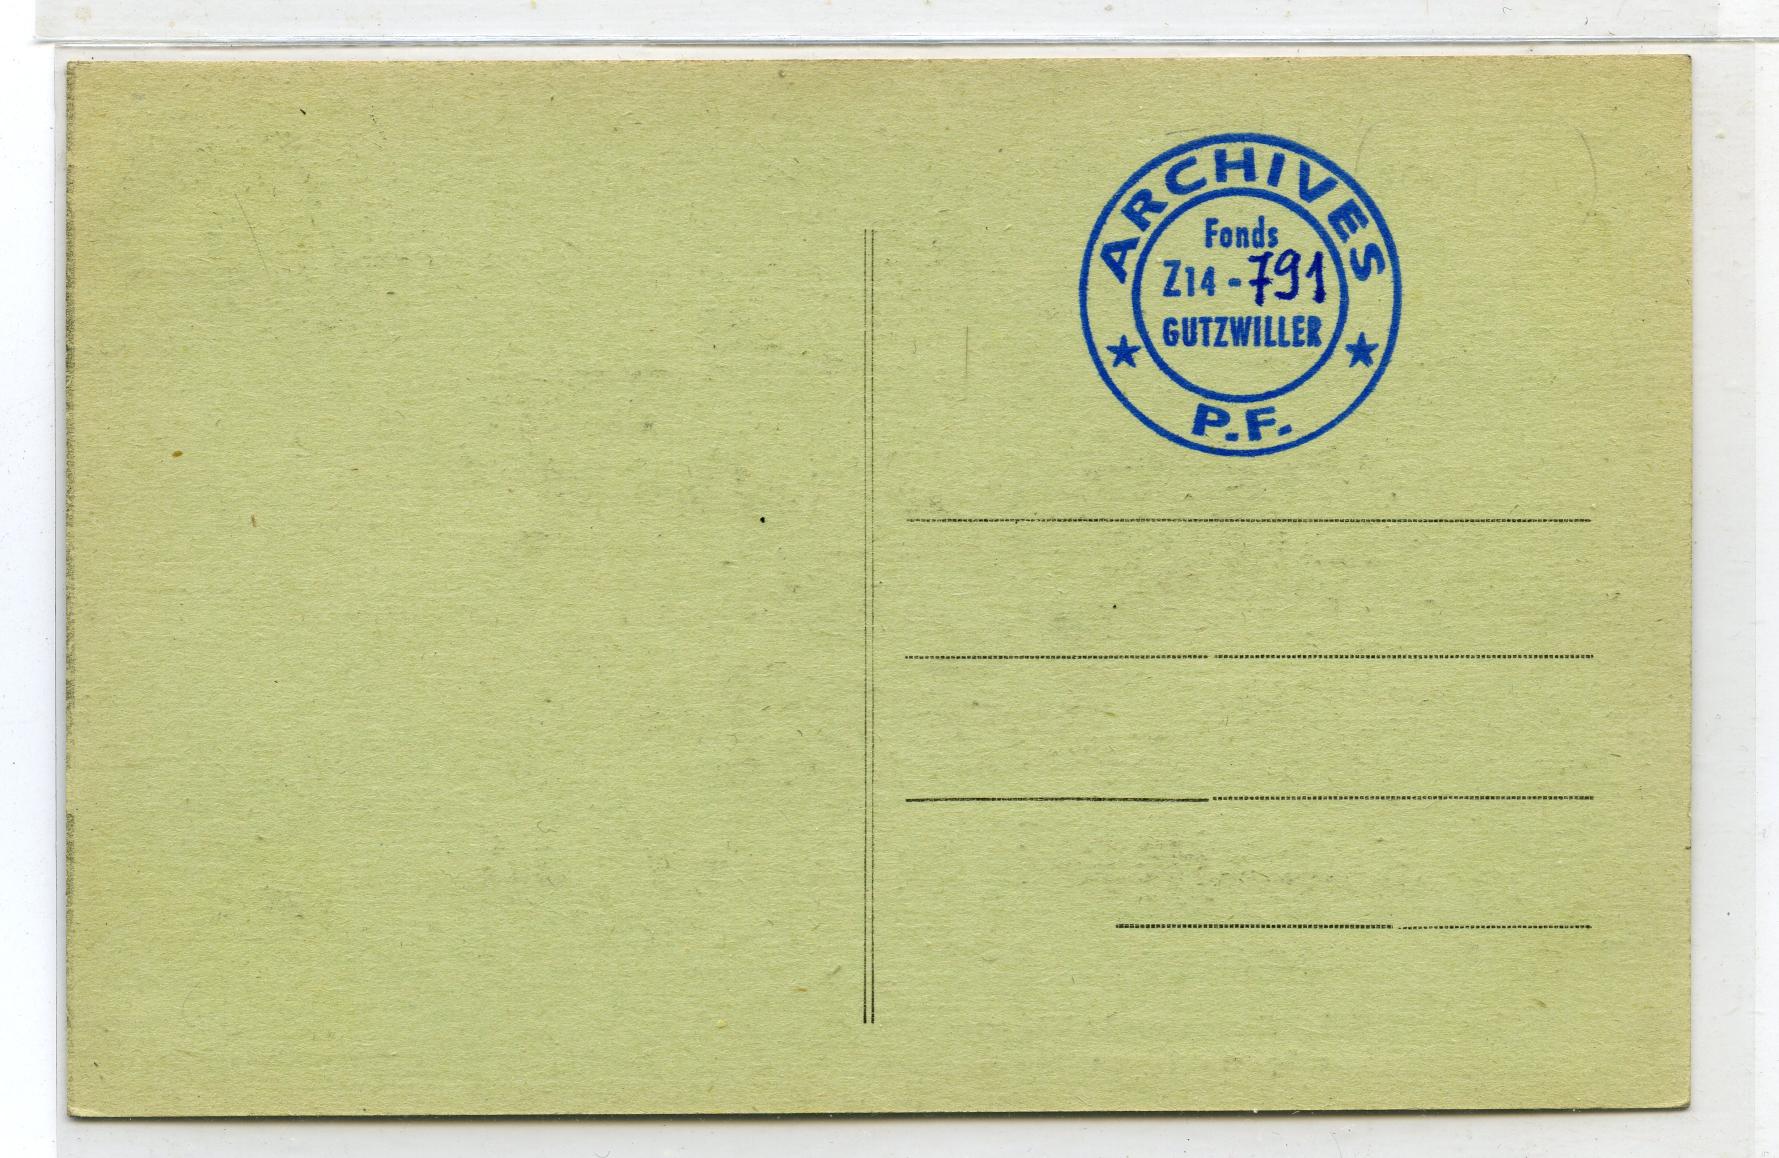 ARCHIVES
Fonds
Z14 - 791
GUTZWILLER
★ ★
P.F.